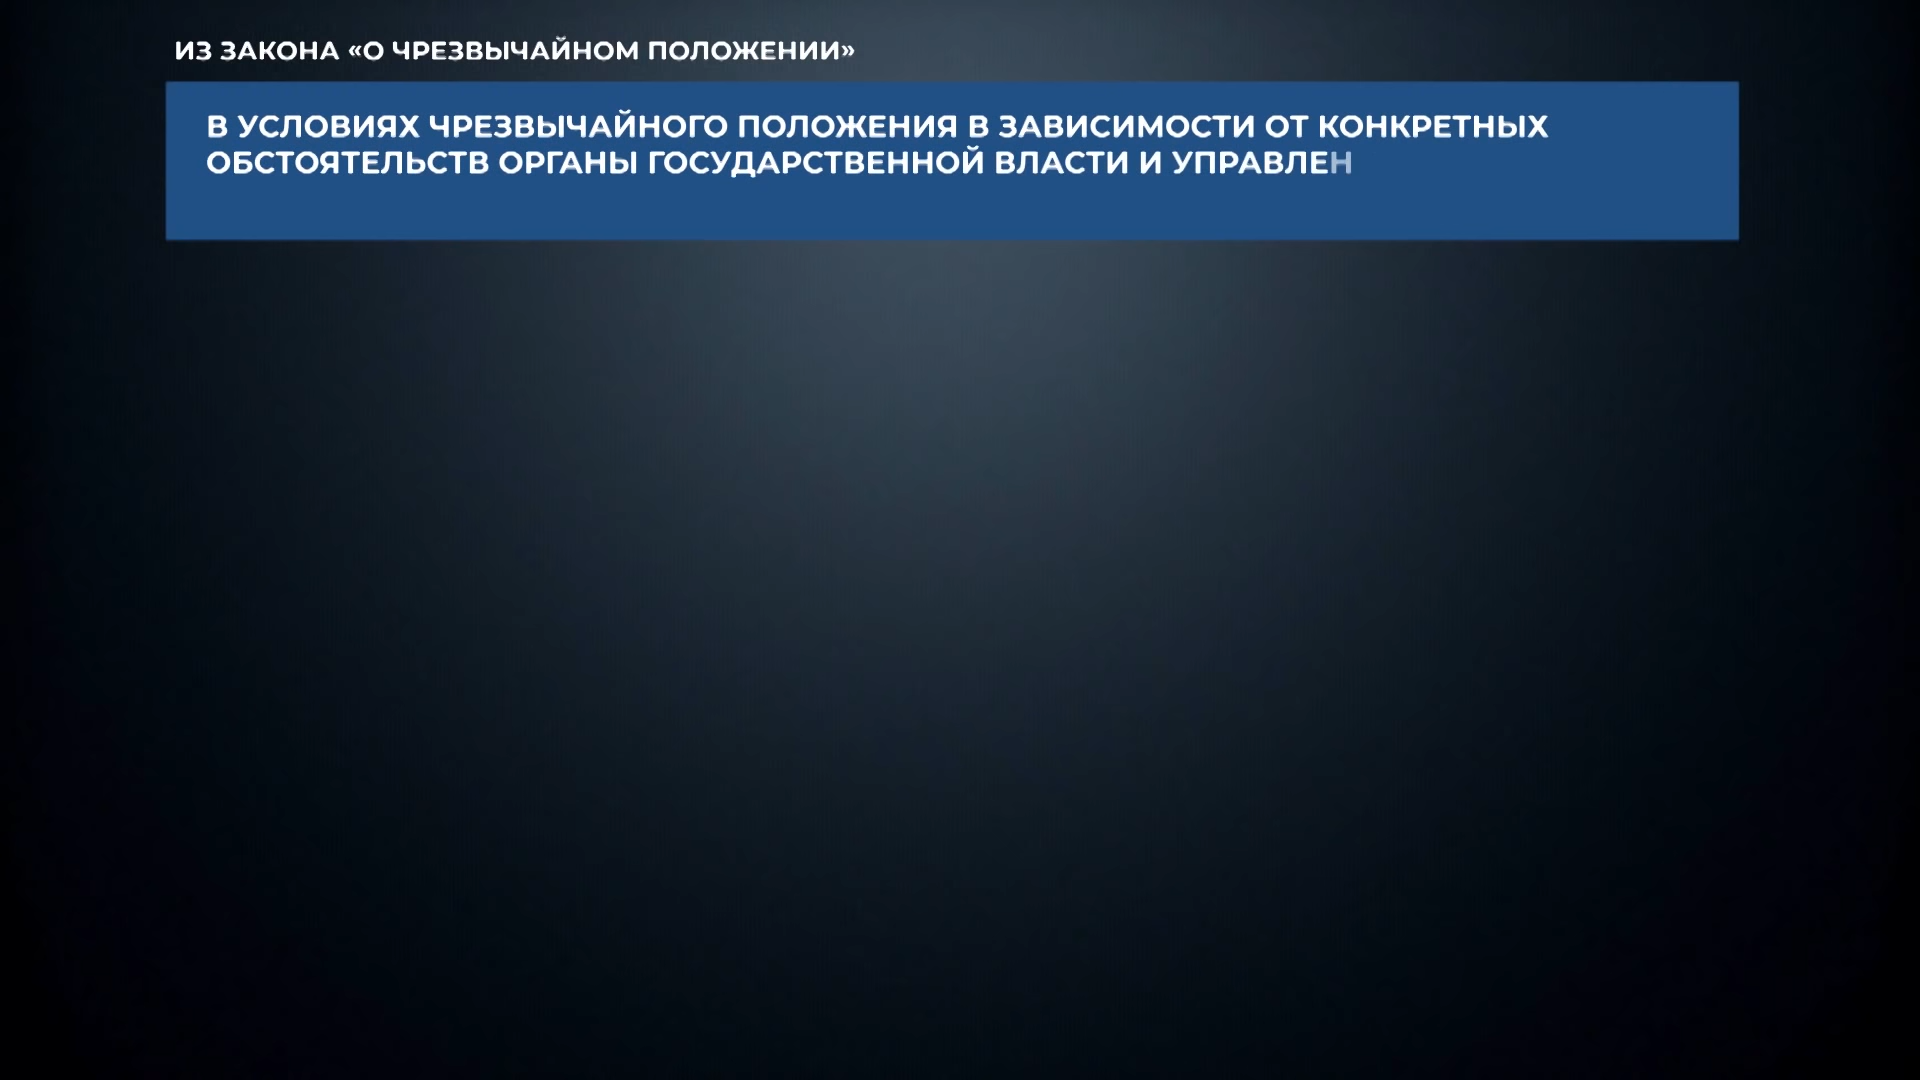 ИЗ ЗАКОНА «О ЧРЕЗВЫЧАЙНОМ ПОЛОЖЕНИИ»
В УСЛОВИЯХ ЧРЕЗВЫЧАЙНОГО ПОЛОЖЕНИЯ В ЗАВИСИМОСТИ ОТ КОНКРЕТНЫХ
ОБСТОЯТЕЛЬСТВ ОРГАНЫ ГОСУДАРСТВЕННОЙ ВЛАСТИ И УПРАВЛЕН